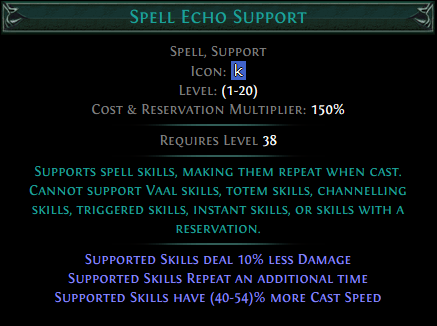 Spell Echo Support
Spell, Support
Icon: k
Level: (1-20)
Cost & Reservation Multiplier: 150%
Requires Level 38
Supports spell skills, making them repeat when cast.
Cannot support Vaal skills, totem skills, channelling
skills, triggered skills, instant skills, or skills with a
reservation.
Supported Skills deal 10% less Damage
Supported Skills Repeat an additional time
Supported Skills have (40-54)% more Cast Speed